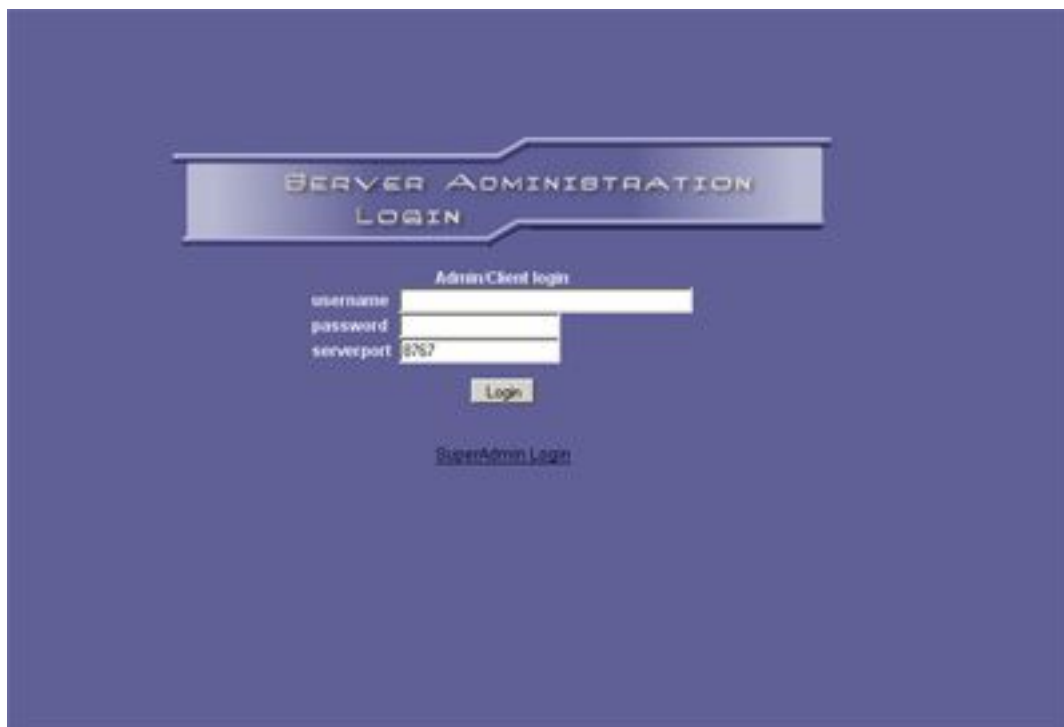 Server Administration
Login
Admin/Client login
username
password
serverport 8767
Login
SuperAdmin Login